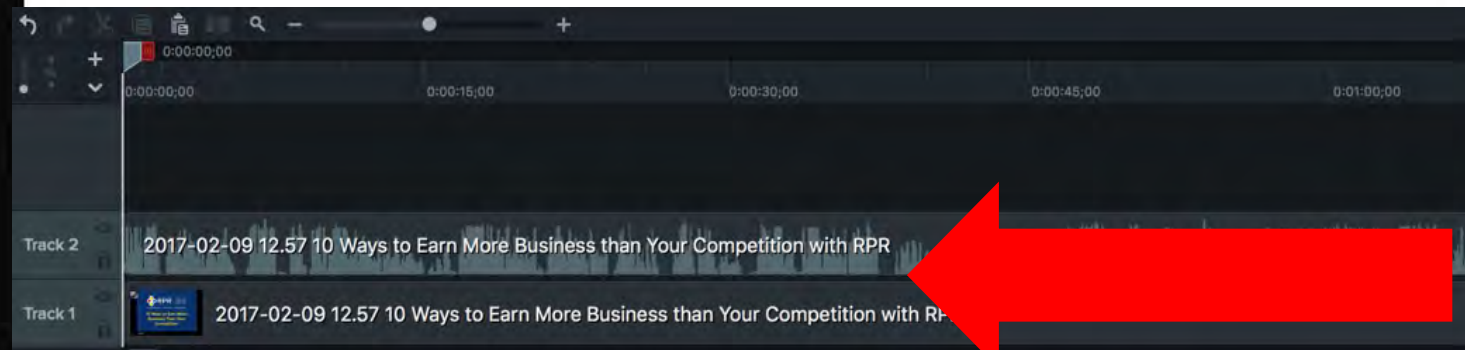 0:00:00;00
0:00:00;00 0:00:15;00 0:00:30;00 0:00:45;00 0:01:00;00
Track 2 2017-02-09 12.57 10 Ways to Earn More Business than Your Competition with RPR
Track 1 2017-02-09 12.57 10 Ways to Earn More Business than Your Competition with